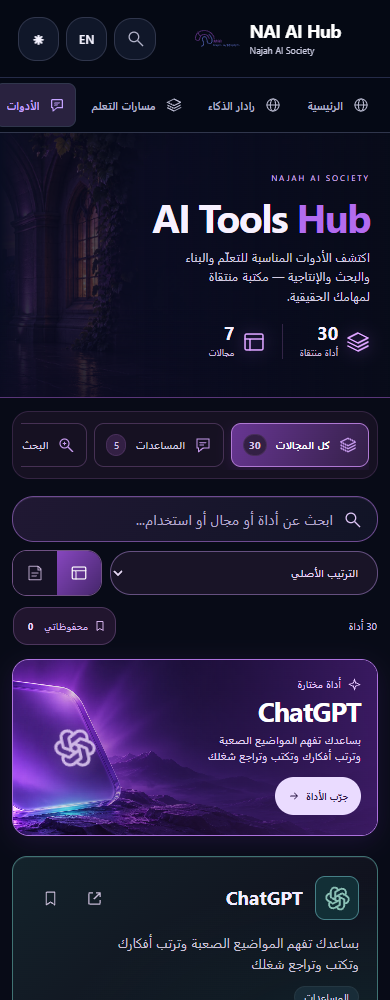 NAI AI Hub
Najah AI Society
EN
الرئيسية
رادار الذكاء
مسارات التعلم
الأدوات
NAJAH AI SOCIETY
AI Tools Hub
اكتشف الأدوات المناسبة للتعلّم والبناء
والبحث والإنتاجية — مكتبة منتقاة
لمهامك الحقيقية.
30
أداة منتقاة
7
مجالات
كل المجالات 30
المساعدات 5
البحث
ابحث عن أداة أو مجال أو استخدام...
الترتيب الأصلي
30 أداة
محفوظاتي 0
أداة مختارة
ChatGPT
يساعدك تفهم المواضيع الصعبة
وترتب أفكارك وتكتب وتراجع شغلك
جرّب الأداة ←
ChatGPT
يساعدك تفهم المواضيع الصعبة وترتب أفكارك
وتكتب وتراجع شغلك
المساعدات